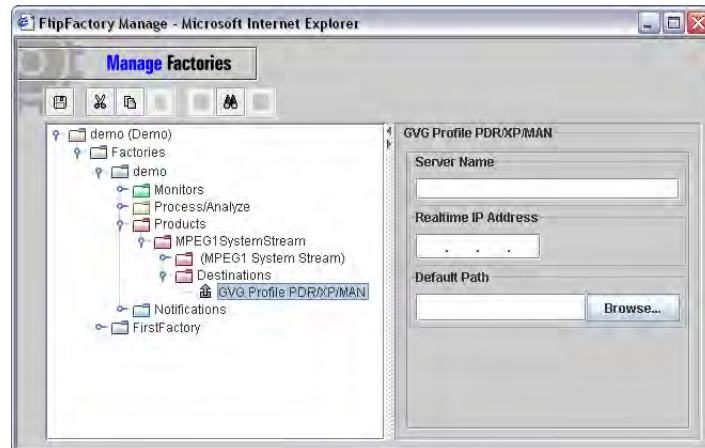 FlipFactory Manage - Microsoft Internet Explorer
Manage Factories
demo (Demo)
Factories
demo
Monitors
Process/Analyze
Products
MPEG1SystemStream
(MPEG1 System Stream)
Destinations
GVG Profile PDR/XP/MAN
Notifications
FirstFactory
GVG Profile PDR/XP/MAN
Server Name
Realtime IP Address
. . .
Default Path
Browse...